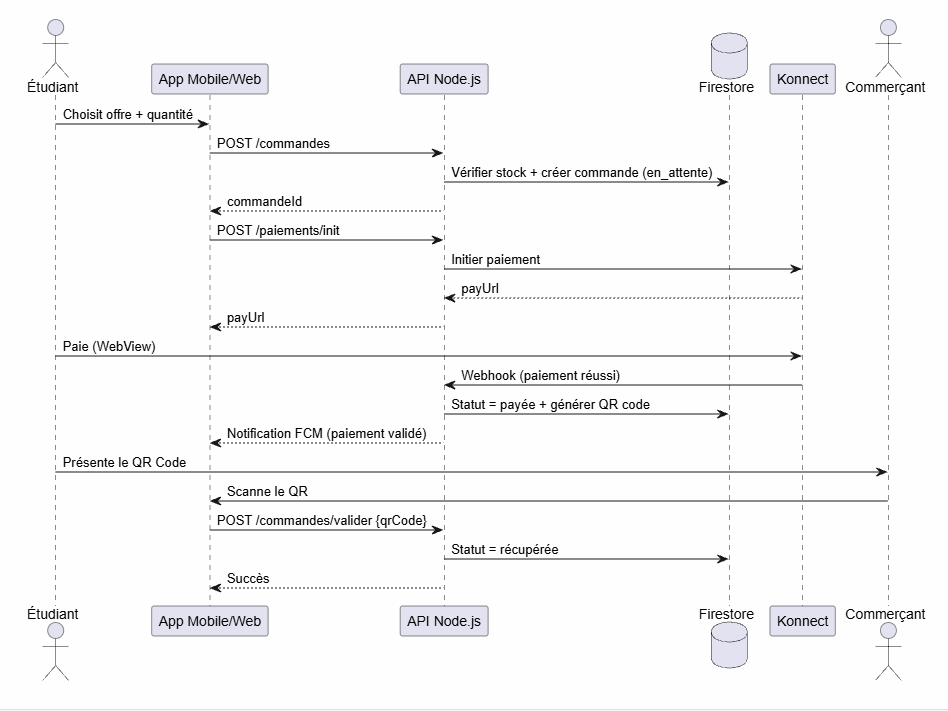 Étudiant
App Mobile/Web
API Node.js
Firestore
Konnect
Commerçant
Choisit offre + quantité
POST /commandes
Vérifier stock + créer commande (en_attente)
commandeId
POST /paiements/init
Initier paiement
payUrl
payUrl
Paie (WebView)
Webhook (paiement réussi)
Statut = payée + générer QR code
Notification FCM (paiement validé)
Présente le QR Code
Scanne le QR
POST /commandes/valider {qrCode}
Statut = récupérée
Succès
Étudiant
App Mobile/Web
API Node.js
Firestore
Konnect
Commerçant